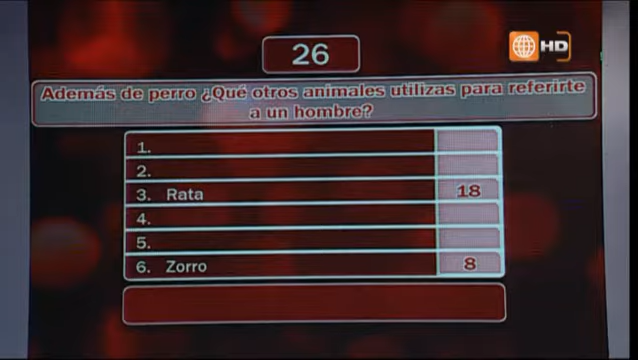 26
HD
Además de perro ¿Qué otros animales utilizas para referirte
a un hombre?
1.
2.
3. Rata 18
4.
5.
6. Zorro 8